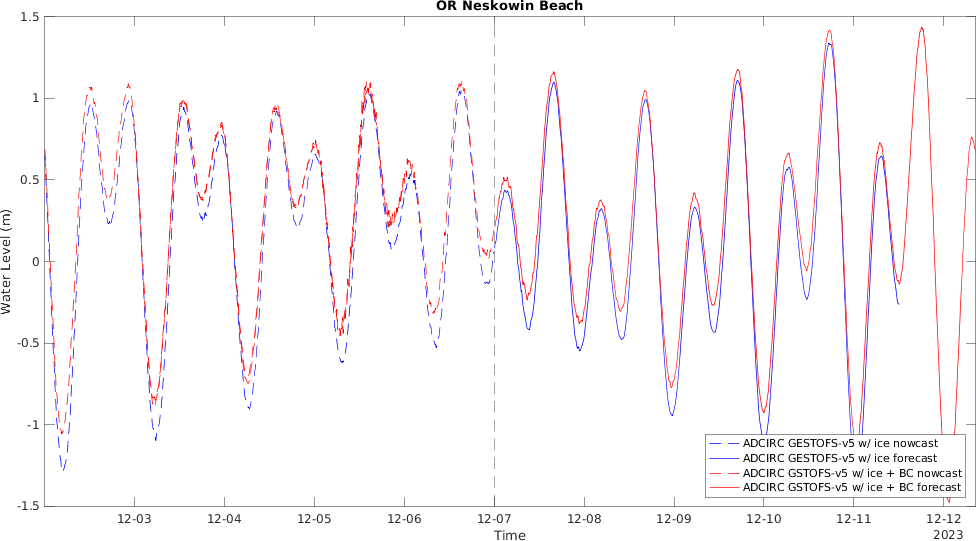 OR Neskowin Beach
1.5
1
0.5
0
-0.5
-1
-1.5
Water Level (m)
12-03
12-04
12-05
12-06
12-07
12-08
12-09
12-10
12-11
12-12
2023
Time
ADCIRC GESTOFS-v5 w/ ice nowcast
ADCIRC GESTOFS-v5 w/ ice forecast
ADCIRC GSTOFS-v5 w/ ice + BC nowcast
ADCIRC GSTOFS-v5 w/ ice + BC forecast